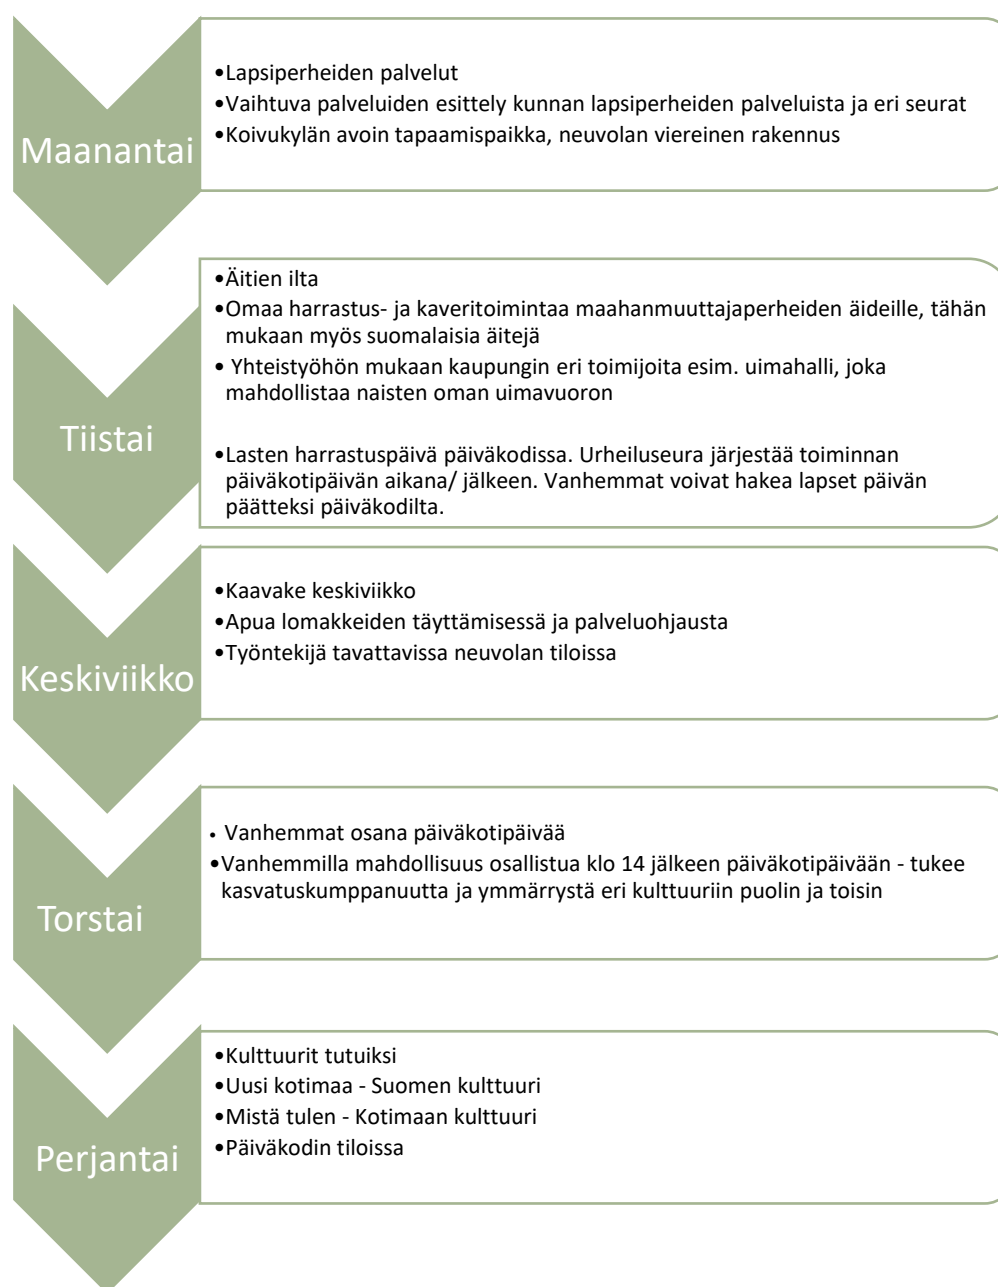 Maanantai
•Lapsiperheiden palvelut
•Vaihtuva palveluiden esittely kunnan lapsiperheiden palveluista ja eri seurat
•Koivukylän avoin tapaamispaikka, neuvolan viereinen rakennus
Tiistai
•Äitien ilta
•Omaa harrastus- ja kaveritoimintaa maahanmuuttajaperheiden äideille, tähän
mukaan myös suomalaisia äitejä
• Yhteistyöhön mukaan kaupungin eri toimijoita esim. uimahalli, joka
mahdollistaa naisten oman uimavuoron
•Lasten harrastuspäivä päiväkodissa. Urheiluseura järjestää toiminnan
päiväkotipäivän aikana/ jälkeen. Vanhemmat voivat hakea lapset päivän
päätteksi päiväkodilta.
Keskiviikko
•Kaavake keskiviikko
•Apua lomakkeiden täyttämisessä ja palveluohjausta
•Työntekijä tavattavissa neuvolan tiloissa
Torstai
• Vanhemmat osana päiväkotipäivää
•Vanhemmilla mahdollisuus osallistua klo 14 jälkeen päiväkotipäivään - tukee
kasvatuskumppanuutta ja ymmärrystä eri kulttuuriin puolin ja toisin
Perjantai
•Kulttuurit tutuiksi
•Uusi kotimaa - Suomen kulttuuri
•Mistä tulen - Kotimaan kulttuuri
•Päiväkodin tiloissa